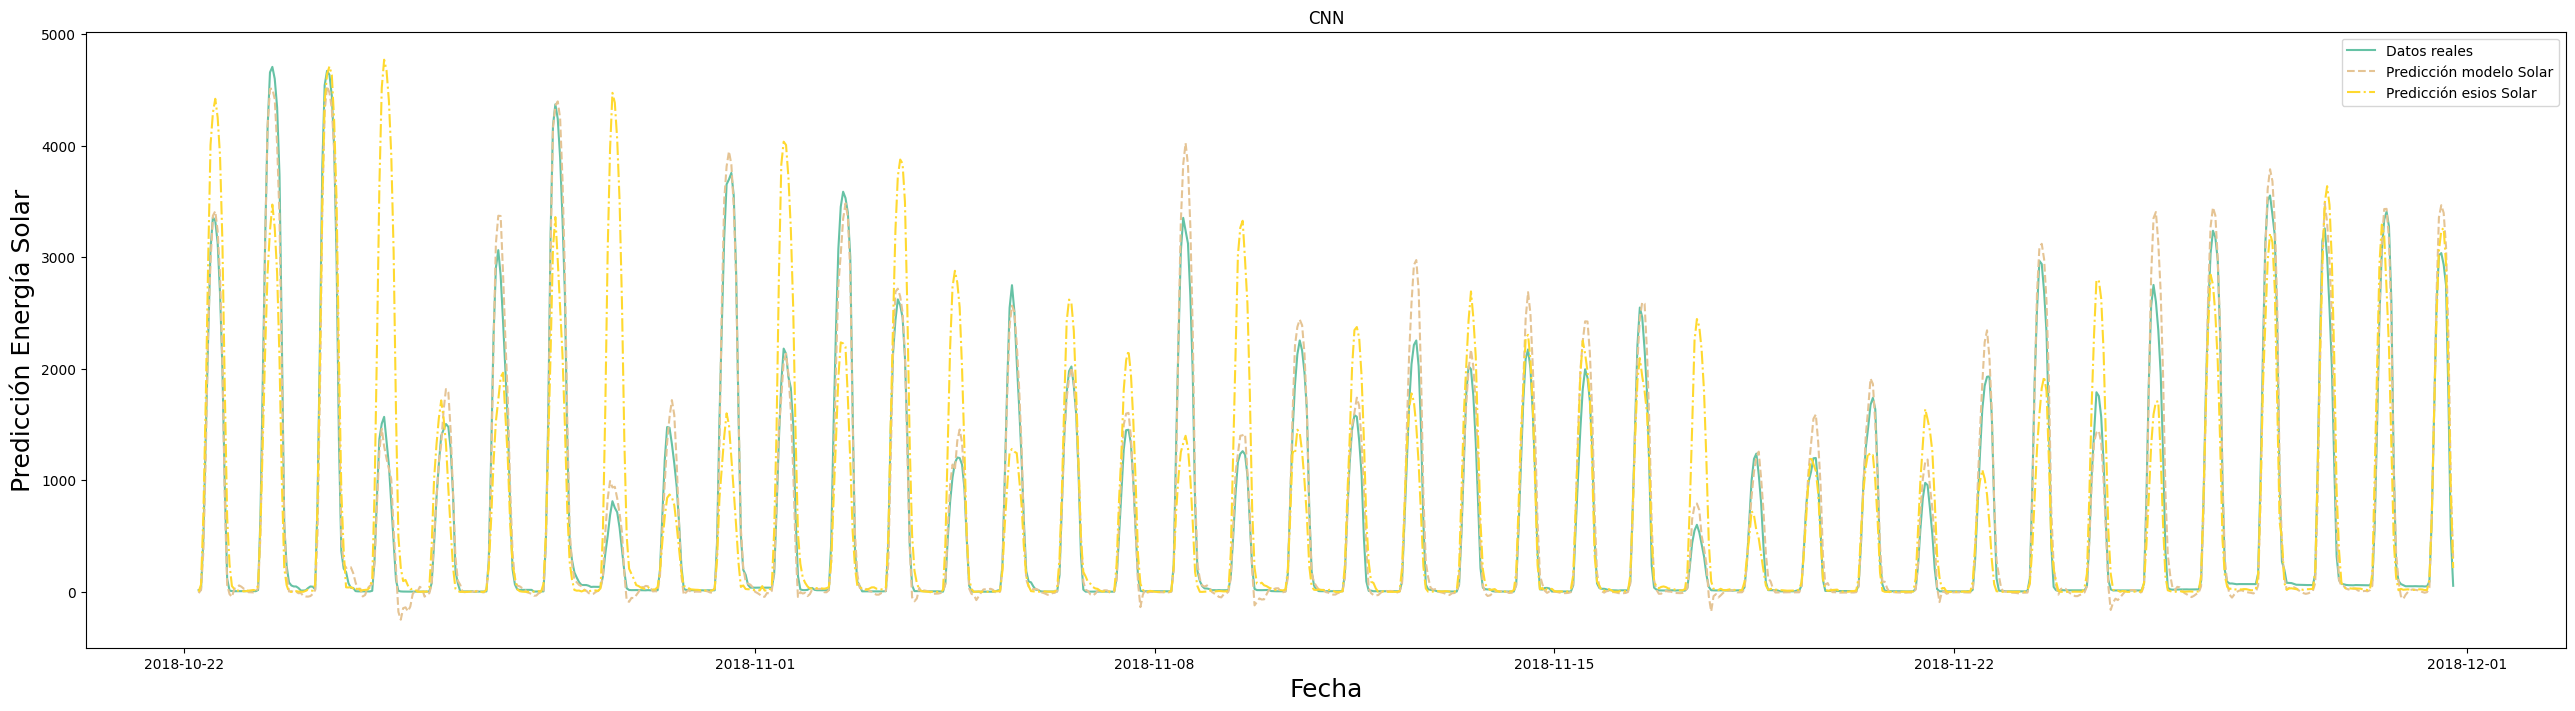 CNN
5000
4000
3000
2000
1000
0
Predicción Energía Solar
Datos reales
Predicción modelo Solar
Predicción esios Solar
2018-10-22
2018-11-01
2018-11-08
2018-11-15
2018-11-22
2018-12-01
Fecha